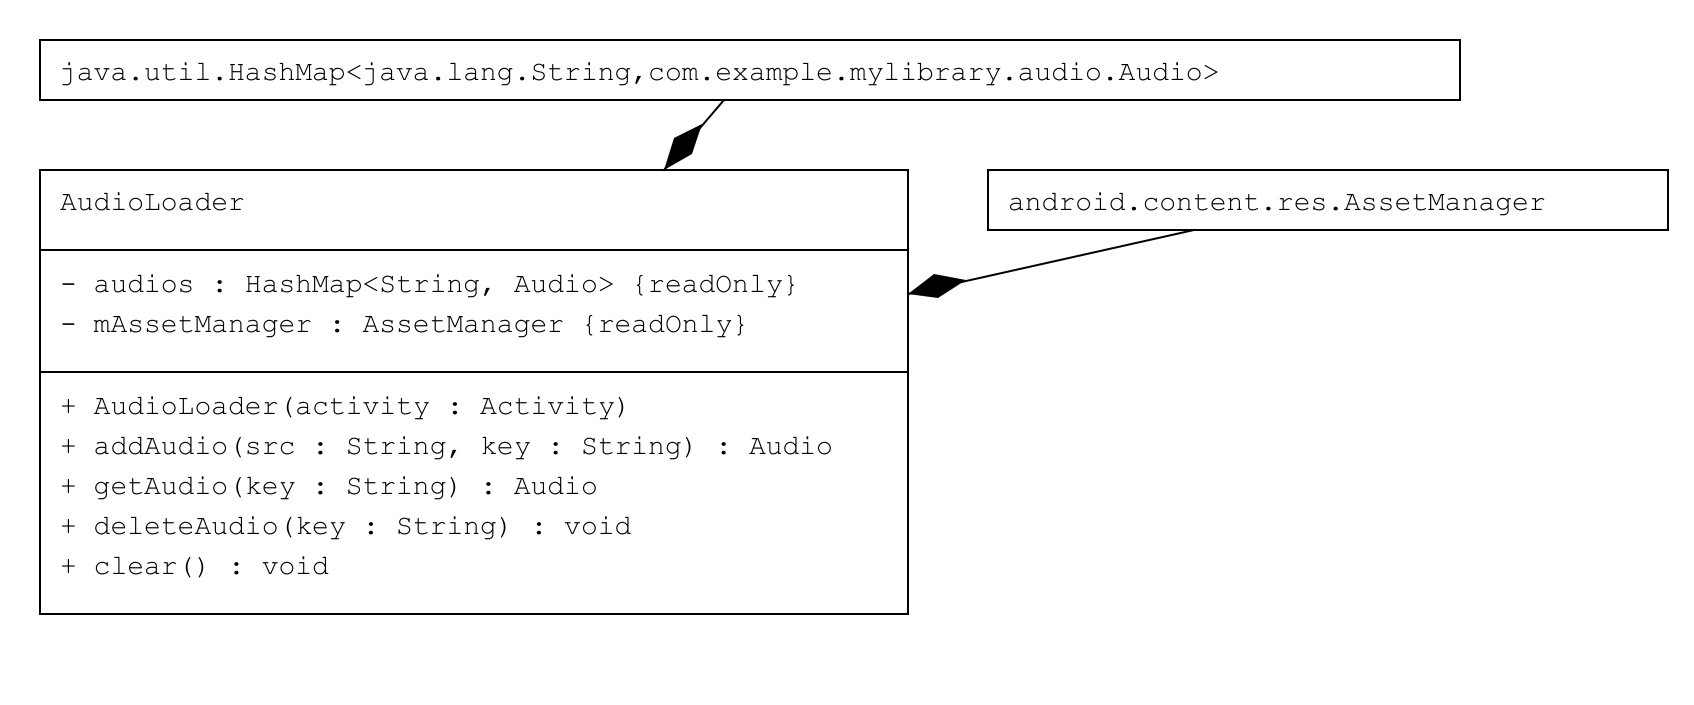 java.util.HashMap<java.lang.String,com.example.mylibrary.audio.Audio>
AudioLoader
android.content.res.AssetManager
- audios : HashMap<String, Audio> {readOnly}
- mAssetManager : AssetManager {readOnly}
+ AudioLoader(activity : Activity)
+ addAudio(src : String, key : String) : Audio
+ getAudio(key : String) : Audio
+ deleteAudio(key : String) : void
+ clear() : void